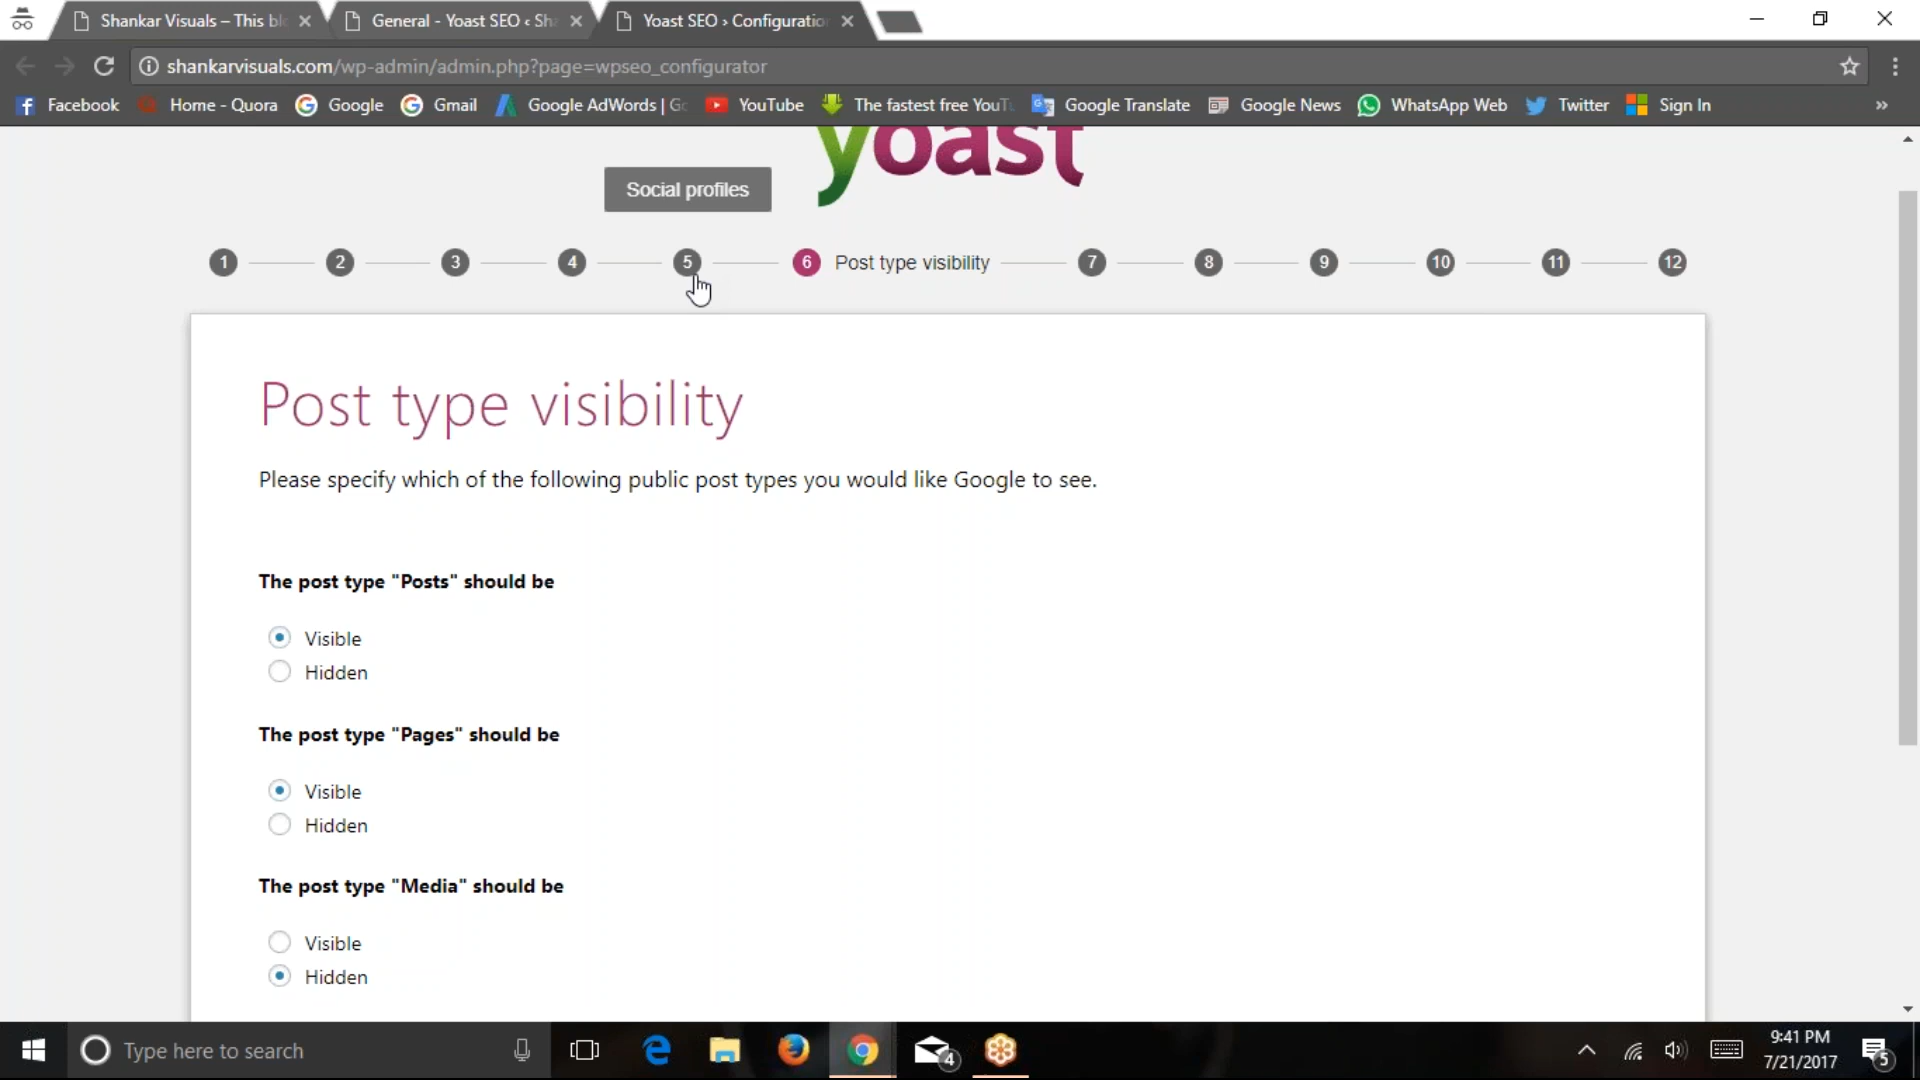 Shankar Visuals – This bl
General - Yoast SEO ‹ Sh
Yoast SEO › Configuratio
shankarvisuals.com/wp-admin/admin.php?page=wpseo_configurator
Facebook
Home - Quora
Google
Gmail
Google AdWords | Go
YouTube
The fastest free YouTu
Google Translate
Google News
WhatsApp Web
Twitter
Sign In
»
yoast
Social profiles
1
2
3
4
5
6
Post type visibility
7
8
9
10
11
12
Post type visibility
Please specify which of the following public post types you would like Google to see.
The post type "Posts" should be
Visible
Hidden
The post type "Pages" should be
Visible
Hidden
The post type "Media" should be
Visible
Hidden
Type here to search
4
9:41 PM
7/21/2017
5